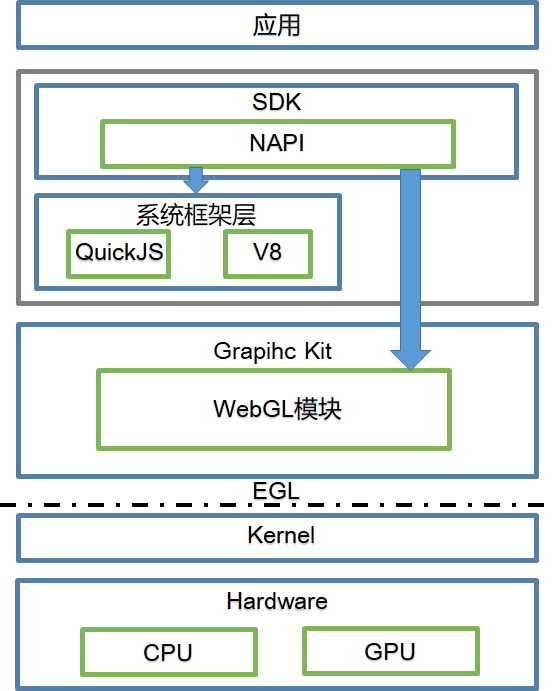 应用
SDK
NAPI
系统框架层
QuickJS
V8
Grapihc Kit
WebGL模块
EGL
Kernel
Hardware
CPU
GPU